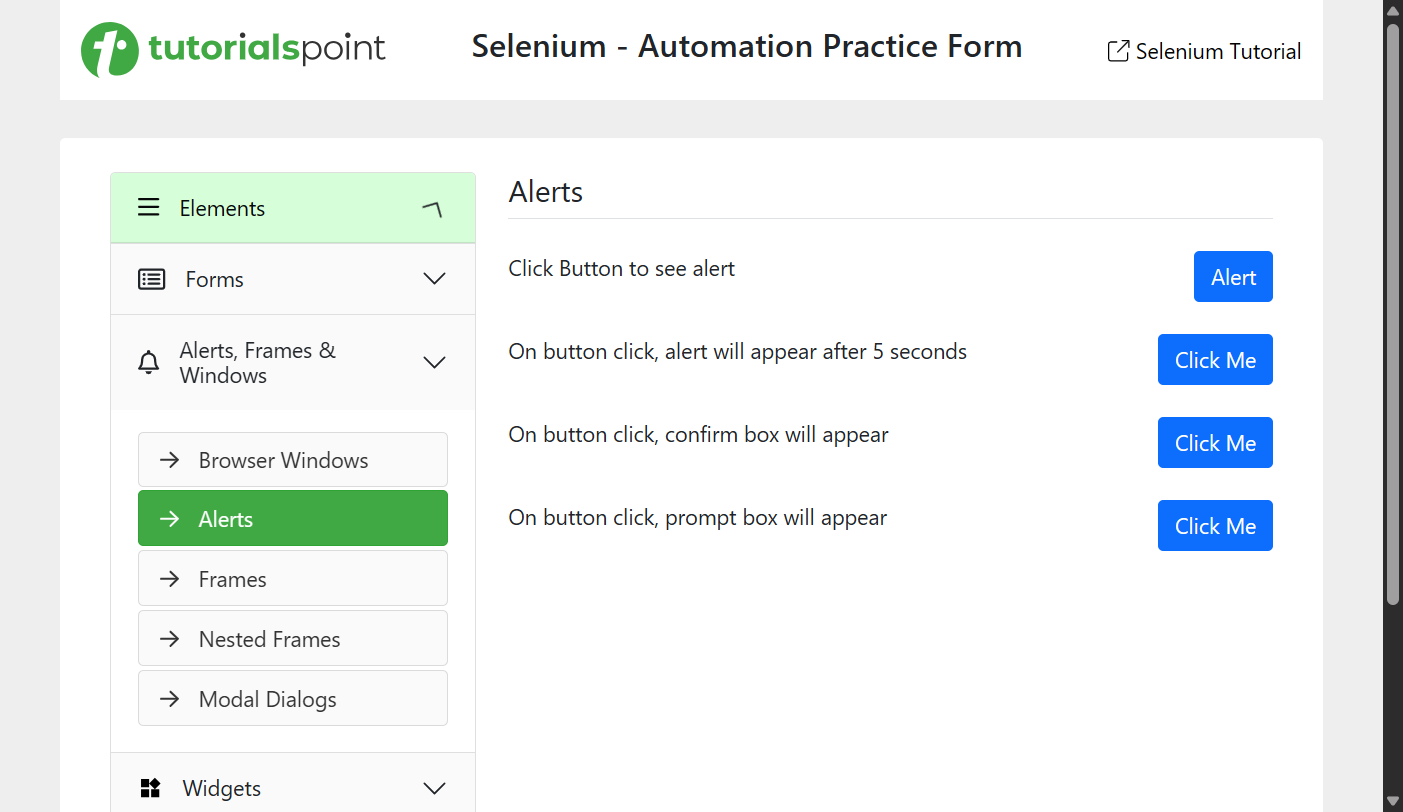 tutorialspoint
Selenium - Automation Practice Form
Selenium Tutorial
Elements
Forms
Alerts, Frames &
Windows
Browser Windows
Alerts
Frames
Nested Frames
Modal Dialogs
Widgets
Alerts
Click Button to see alert
Alert
On button click, alert will appear after 5 seconds
Click Me
On button click, confirm box will appear
Click Me
On button click, prompt box will appear
Click Me